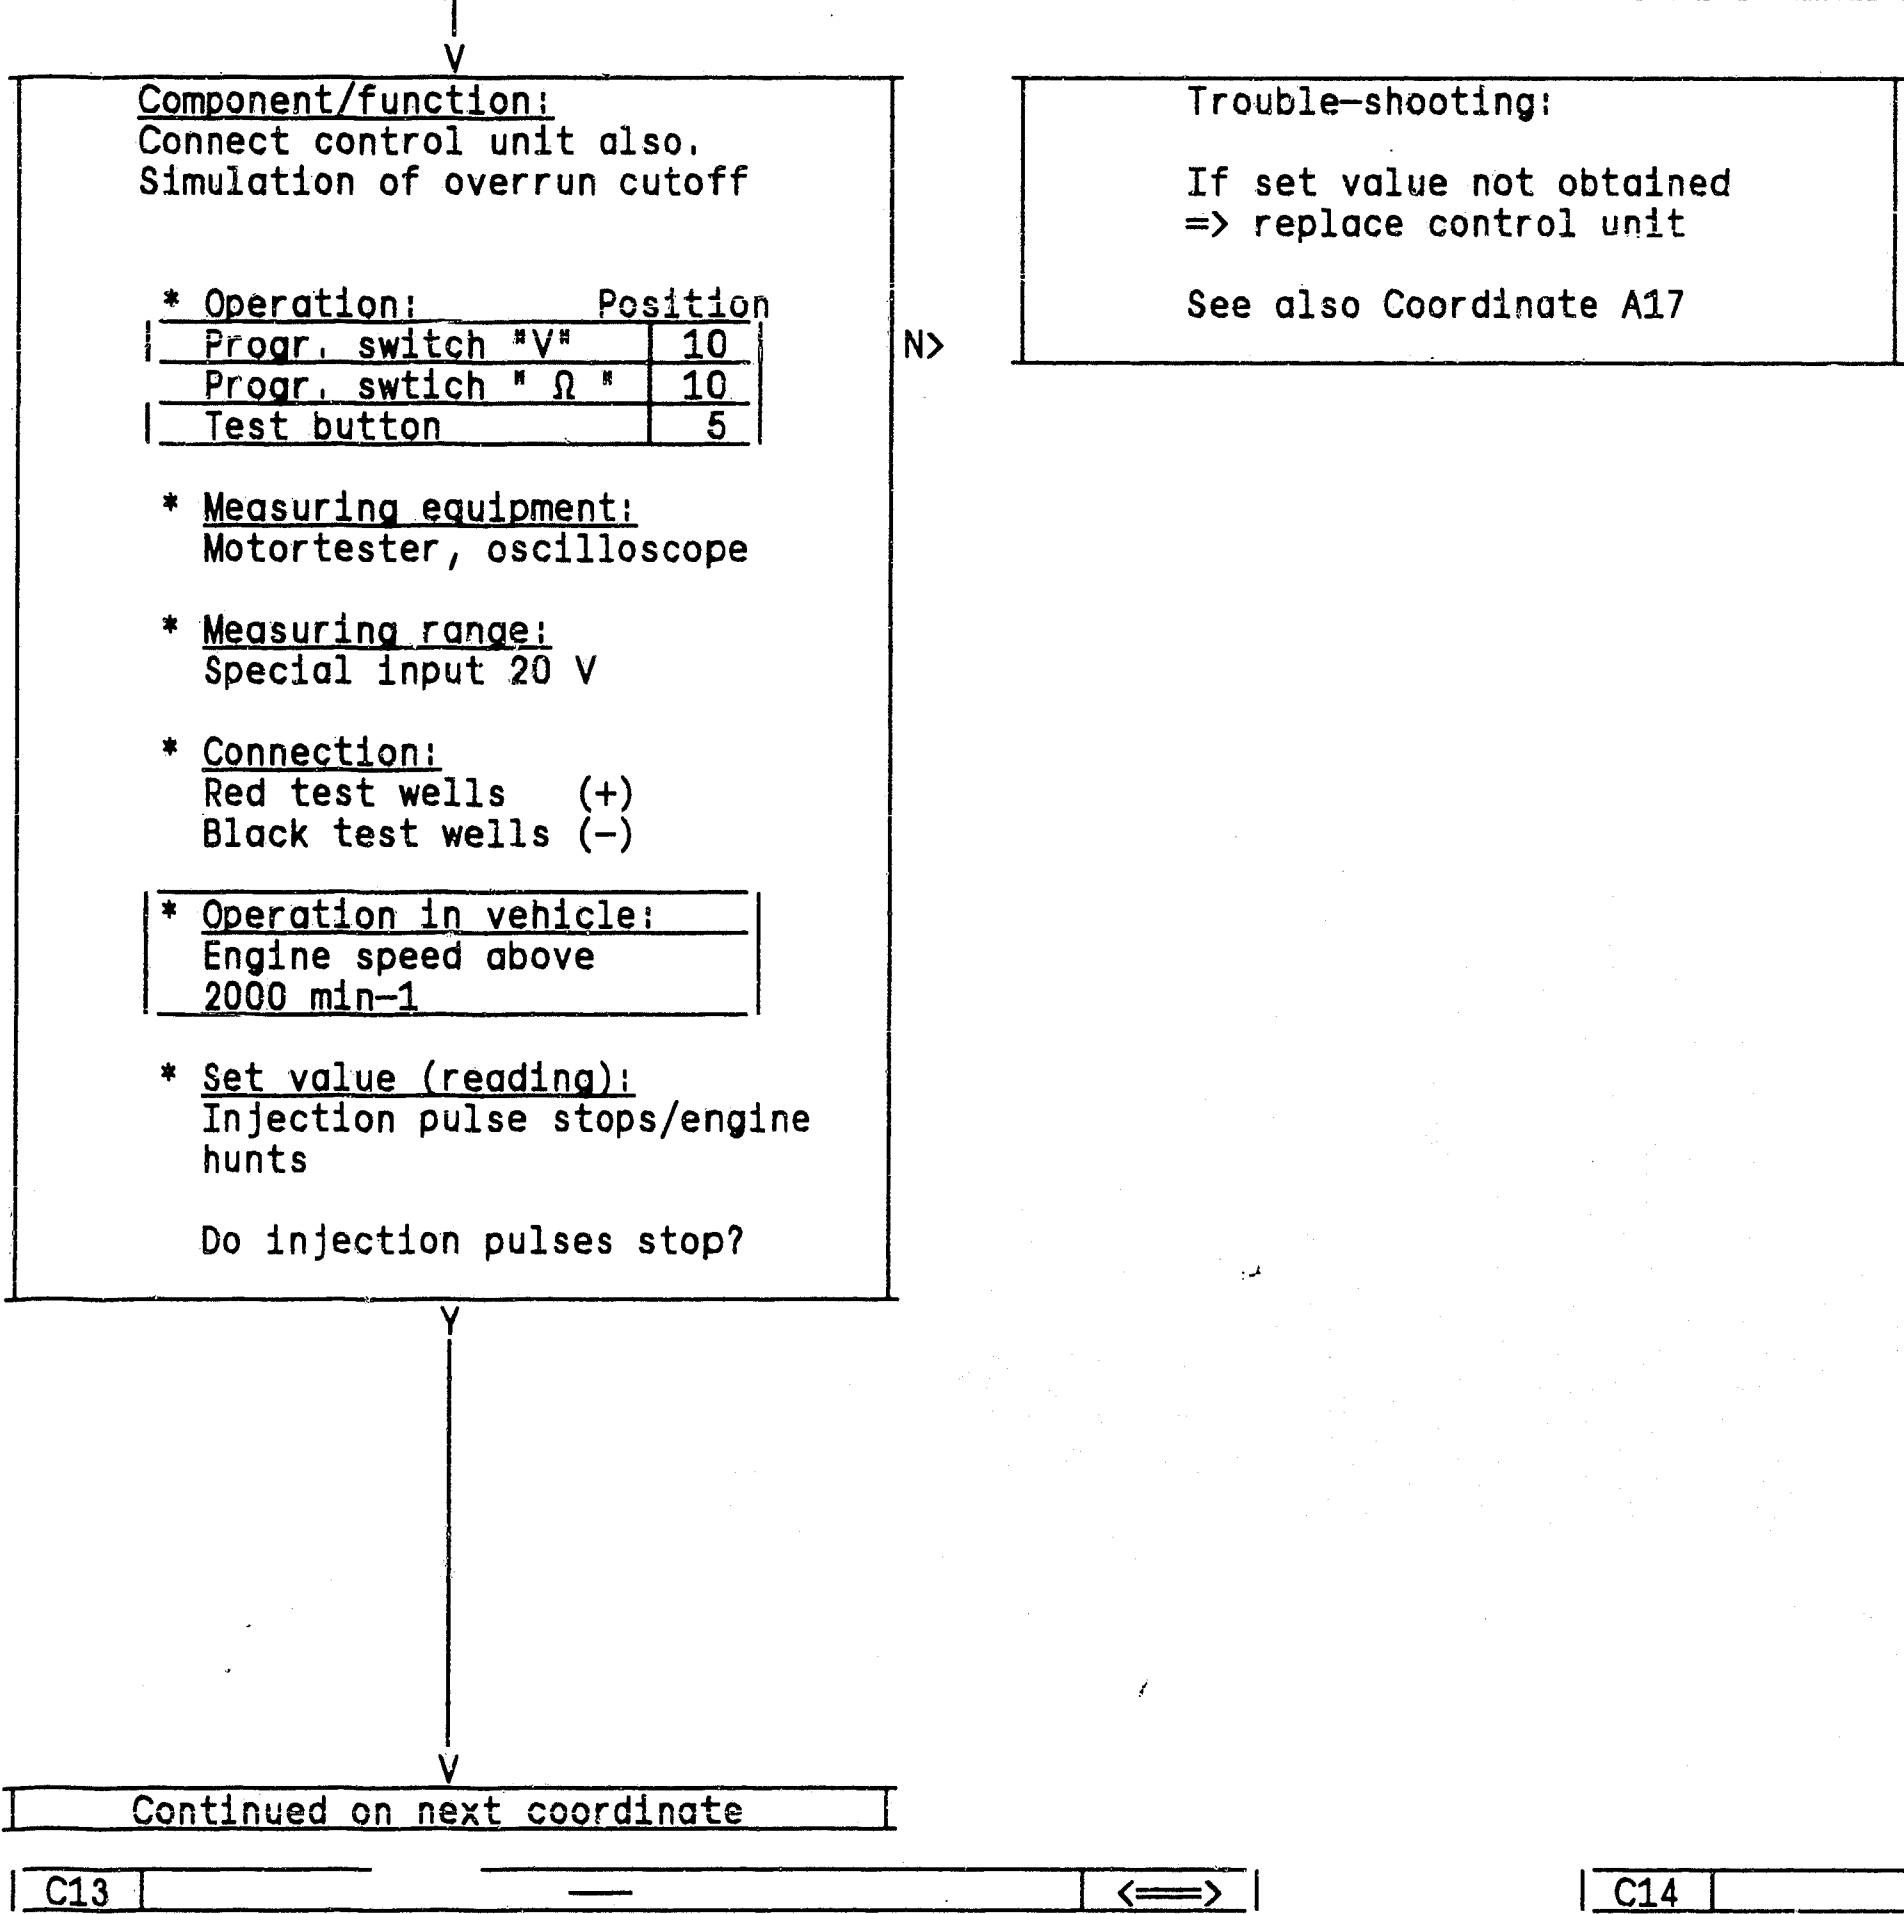 V
Component/function:
Connect control unit also.
Simulation of overrun cutoff
* Operation: Position
Progr. switch "V" 10
Progr. swtich " Ω " 10
Test button 5
* Measuring equipment:
Motortester, oscilloscope
* Measuring range:
Special input 20 V
* Connection:
Red test wells (+)
Black test wells (-)
* Operation in vehicle:
Engine speed above
2000 min-1
* Set value (reading):
Injection pulse stops/engine
hunts
Do injection pulses stop?
N>
Trouble-shooting:
If set value not obtained
=> replace control unit
See also Coordinate A17
Y
V
Continued on next coordinate
C13 — <===>
C14